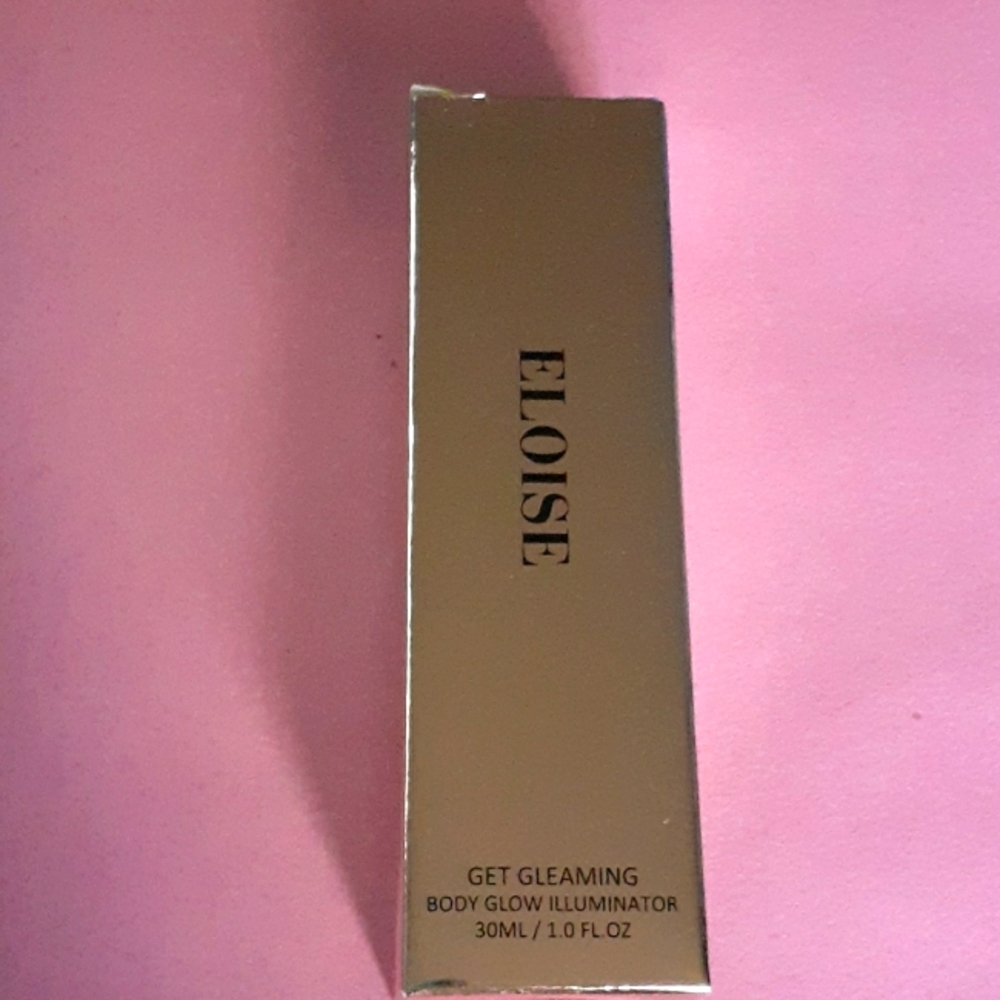 ELOISE
GET GLEAMING
BODY GLOW ILLUMINATOR
30ML / 1.0 FL.OZ